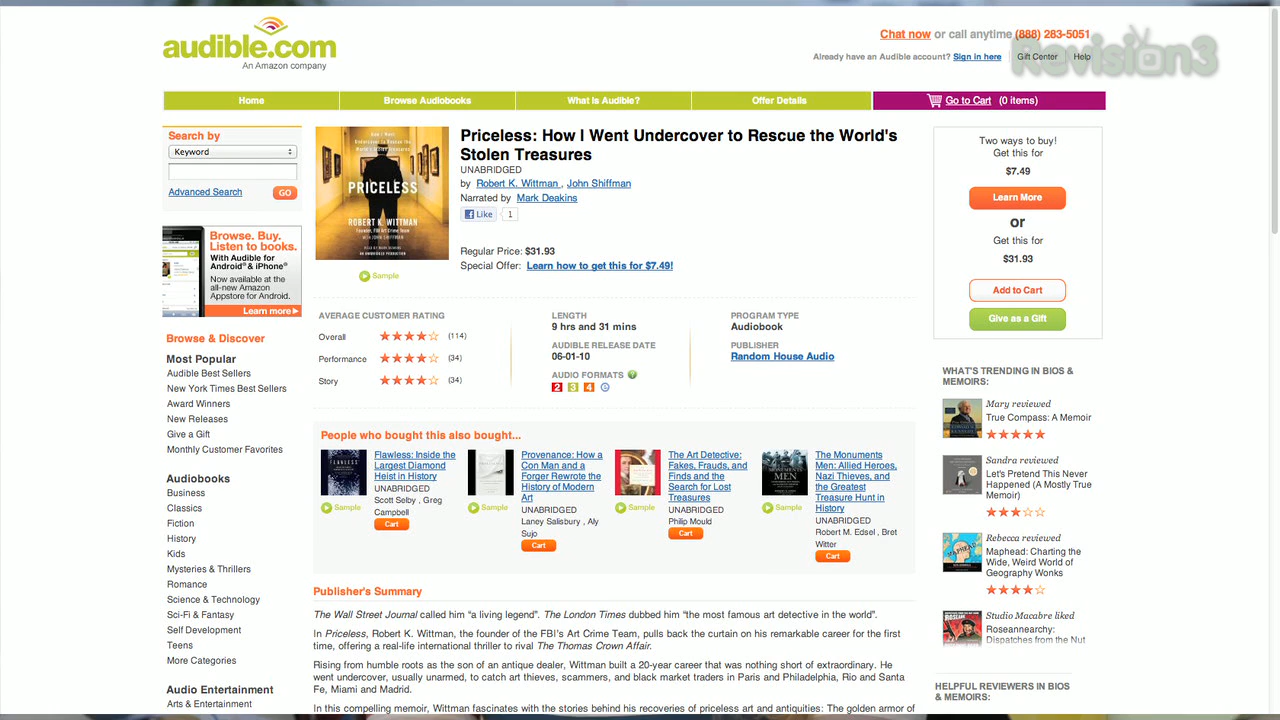 audible.com
An Amazon company
Chat now or call anytime (888) 283-5051
Already have an Audible account? Sign in here
Gift Center
Help
Revision3
Home
Browse Audiobooks
What Is Audible?
Offer Details
Go to Cart (0 items)
Search by
Keyword
Advanced Search
GO
Browse. Buy.
Listen to books.
With Audible for
Android® & iPhone®
Now available at the
all-new Amazon
Appstore for Android.
Learn more
Browse & Discover
Most Popular
Audible Best Sellers
New York Times Best Sellers
Award Winners
New Releases
Give a Gift
Monthly Customer Favorites
Audiobooks
Business
Classics
Fiction
History
Kids
Mysteries & Thrillers
Romance
Science & Technology
Sci-Fi & Fantasy
Self Development
Teens
More Categories
Audio Entertainment
Arts & Entertainment
PRICELESS
ROBERT K. WITTMAN
Sample
Priceless: How I Went Undercover to Rescue the World's
Stolen Treasures
UNABRIDGED
by Robert K. Wittman , John Shiffman
Narrated by Mark Deakins
Like 1
Regular Price: $31.93
Special Offer: Learn how to get this for $7.49!
AVERAGE CUSTOMER RATING
Overall (114)
Performance (34)
Story (34)
LENGTH
9 hrs and 31 mins
AUDIBLE RELEASE DATE
06-01-10
AUDIO FORMATS ?
2 3 4
PROGRAM TYPE
Audiobook
PUBLISHER
Random House Audio
People who bought this also bought...
Sample
Flawless: Inside the
Largest Diamond
Heist in History
UNABRIDGED
Scott Selby , Greg
Campbell
Cart
Sample
Provenance: How a
Con Man and a
Forger Rewrote the
History of Modern
Art
UNABRIDGED
Laney Salisbury , Aly
Sujo
Cart
Sample
The Art Detective:
Fakes, Frauds, and
Finds and the
Search for Lost
Treasures
UNABRIDGED
Philip Mould
Cart
MONUMENTS
MEN
Sample
The Monuments
Men: Allied Heroes,
Nazi Thieves, and
the Greatest
Treasure Hunt in
History
UNABRIDGED
Robert M. Edsel , Bret
Witter
Cart
Publisher's Summary
The Wall Street Journal called him “a living legend”. The London Times dubbed him “the most famous art detective in the world”.
In Priceless, Robert K. Wittman, the founder of the FBI's Art Crime Team, pulls back the curtain on his remarkable career for the first
time, offering a real-life international thriller to rival The Thomas Crown Affair.
Rising from humble roots as the son of an antique dealer, Wittman built a 20-year career that was nothing short of extraordinary. He
went undercover, usually unarmed, to catch art thieves, scammers, and black market traders in Paris and Philadelphia, Rio and Santa
Fe, Miami and Madrid.
In this compelling memoir, Wittman fascinates with the stories behind his recoveries of priceless art and antiquities: The golden armor of
Two ways to buy!
Get this for
$7.49
Learn More
or
Get this for
$31.93
Add to Cart
Give as a Gift
WHAT'S TRENDING IN BIOS &
MEMOIRS:
Mary reviewed
True Compass: A Memoir
Sandra reviewed
Let's Pretend This Never
Happened (A Mostly True
Memoir)
Rebecca reviewed
Maphead: Charting the
Wide, Weird World of
Geography Wonks
Studio Macabre liked
Roseannearchy:
Dispatches from the Nut
HELPFUL REVIEWERS IN BIOS
& MEMOIRS: